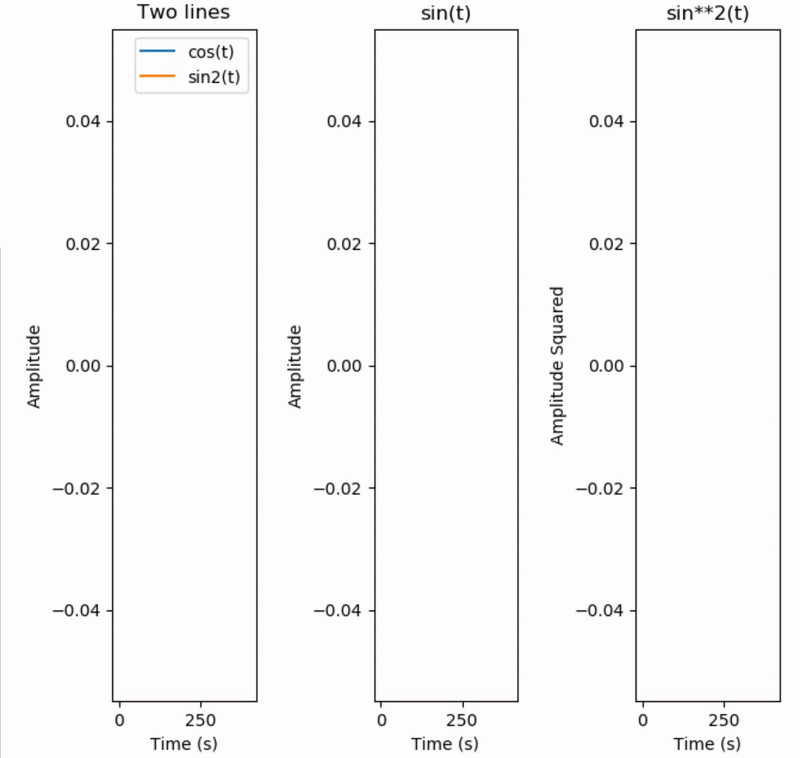 Two lines
cos(t)
sin2(t)
0.04
0.02
0.00
−0.02
−0.04
Amplitude
0 250
Time (s)
sin(t)
0.04
0.02
0.00
−0.02
−0.04
Amplitude
0 250
Time (s)
sin**2(t)
0.04
0.02
0.00
−0.02
−0.04
Amplitude Squared
0 250
Time (s)